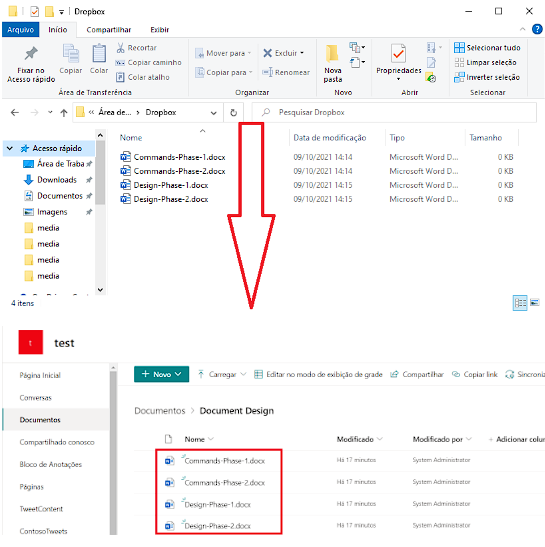 Dropbox
Arquivo Início Compartilhar Exibir
Fixar no
Acesso rápido
Copiar Colar
Recortar
Copiar caminho
Colar atalho
Área de Transferência
Mover para Excluir
Copiar para Renomear
Organizar
Nova
pasta
Novo
Propriedades
Abrir
Selecionar tudo
Limpar seleção
Inverter seleção
Selecionar
« Área de... > Dropbox
Pesquisar Dropbox
Nome Data de modificação Tipo Tamanho
Acesso rápido
Área de Traba
Downloads
Documentos
Imagens
media
media
media
media
Commands-Phase-1.docx 09/10/2021 14:14 Microsoft Word D... 0 KB
Commands-Phase-2.docx 09/10/2021 14:14 Microsoft Word D... 0 KB
Design-Phase-1.docx 09/10/2021 14:15 Microsoft Word D... 0 KB
Design-Phase-2.docx 09/10/2021 14:15 Microsoft Word D... 0 KB
4 itens
t test
Página Inicial
Conversas
Documentos
Compartilhado conosco
Bloco de Anotações
Páginas
TweetContent
ContosoTweets
+ Novo Carregar Editar no modo de exibição de grade Compartilhar Copiar link Sincroniz
Documentos > Document Design
Nome Modificado Modificado por + Adicionar colun
Commands-Phase-1.docx Há 17 minutos System Administrator
Commands-Phase-2.docx Há 17 minutos System Administrator
Design-Phase-1.docx Há 17 minutos System Administrator
Design-Phase-2.docx Há 17 minutos System Administrator